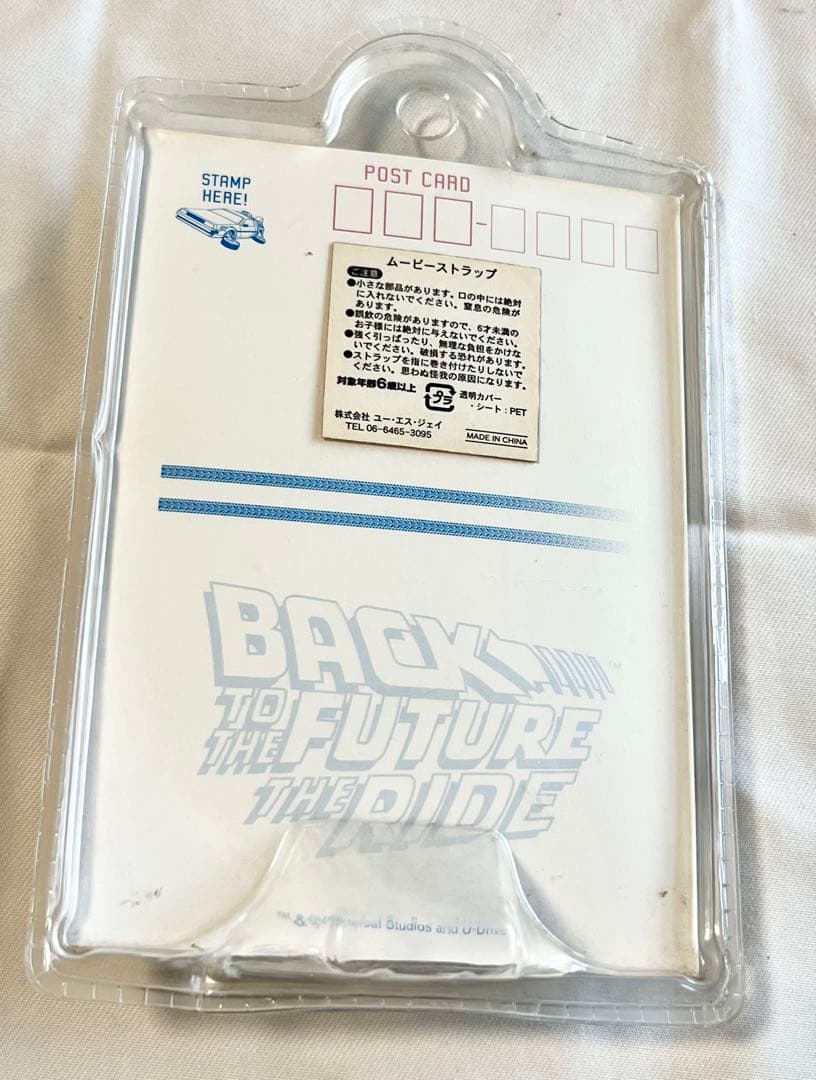 POST CARD
STAMP
HERE!
ムービーストラップ
ご注意
●小さな部品があります。口の中には絶対
に入れないでください。窒息の危険が
あります。
●誤飲の危険がありますので、6才未満の
お子様には絶対に与えないでください。
●強く引っぱったり、無理な負担をかけな
いでください。破損する恐れがあります。
●ストラップを指に巻き付けたりしないで
ください。思わぬ怪我の原因になります。
対象年齢6歳以上
プラ
透明カバー
・シート:PET
株式会社 ユー・エス・ジェイ
TEL 06-6465-3095
MADE IN CHINA
BACK
TO
THE FUTURE
THE RIDE
TM
™ & © Universal Studios and U-Drive